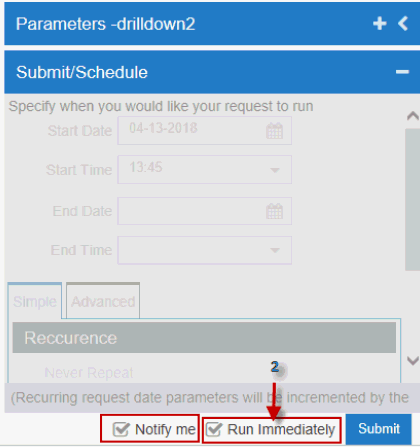 Parameters -drilldown2
Submit/Schedule
Specify when you would like your request to run
Start Date 04-13-2018
Start Time 13:45
End Date
End Time
Simple Advanced
Reccurence
Never Repeat
2
(Recurring request date parameters will be incremented by the
Notify me Run Immediately Submit